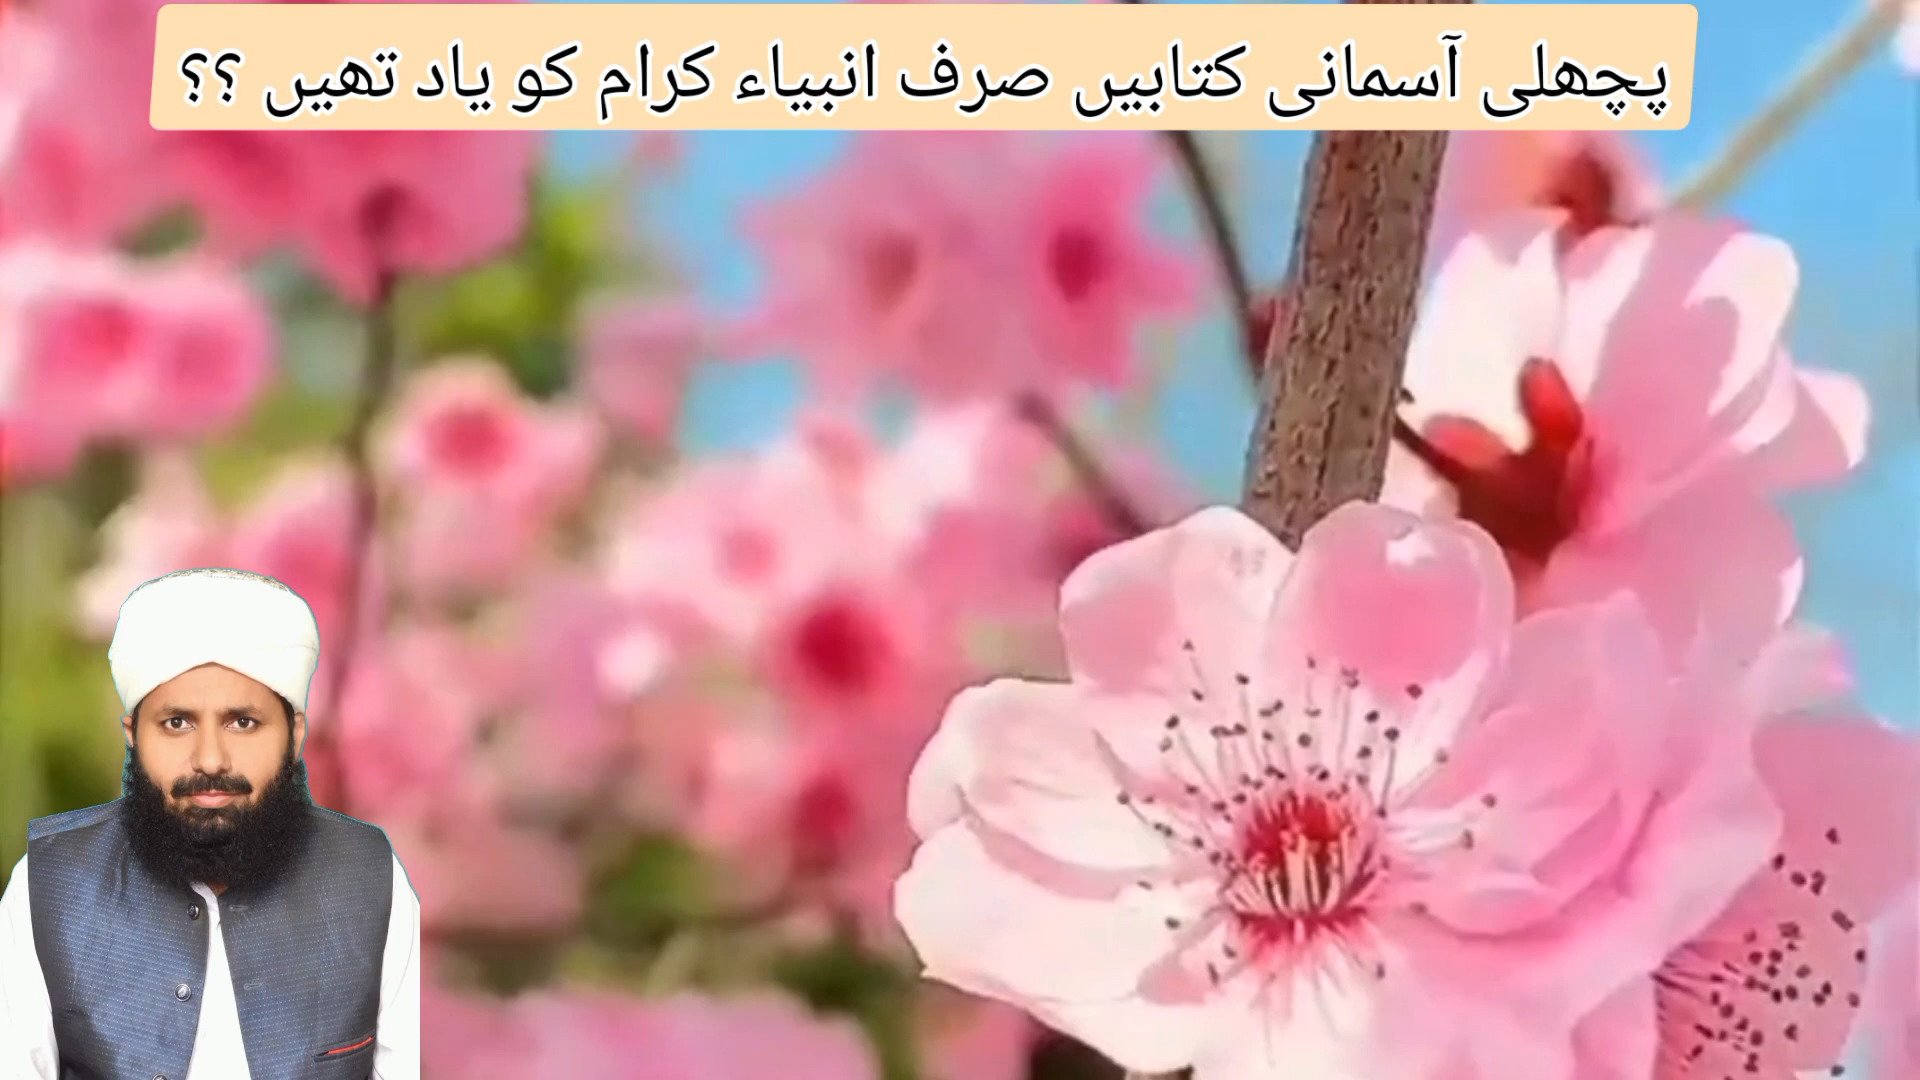 پچھلی آسمانی کتابیں صرف انبیاء کرام کو یاد تھیں ؟؟